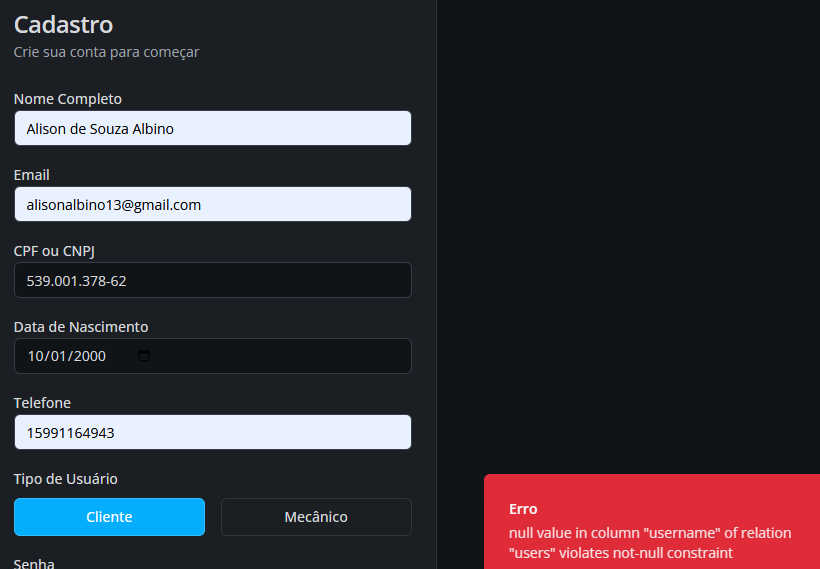 Cadastro
Crie sua conta para começar
Nome Completo
Alison de Souza Albino
Email
alisonalbino13@gmail.com
CPF ou CNPJ
539.001.378-62
Data de Nascimento
10/01/2000
Telefone
15991164943
Tipo de Usuário
Cliente
Mecânico
Erro
null value in column "username" of relation
"users" violates not-null constraint
Senha